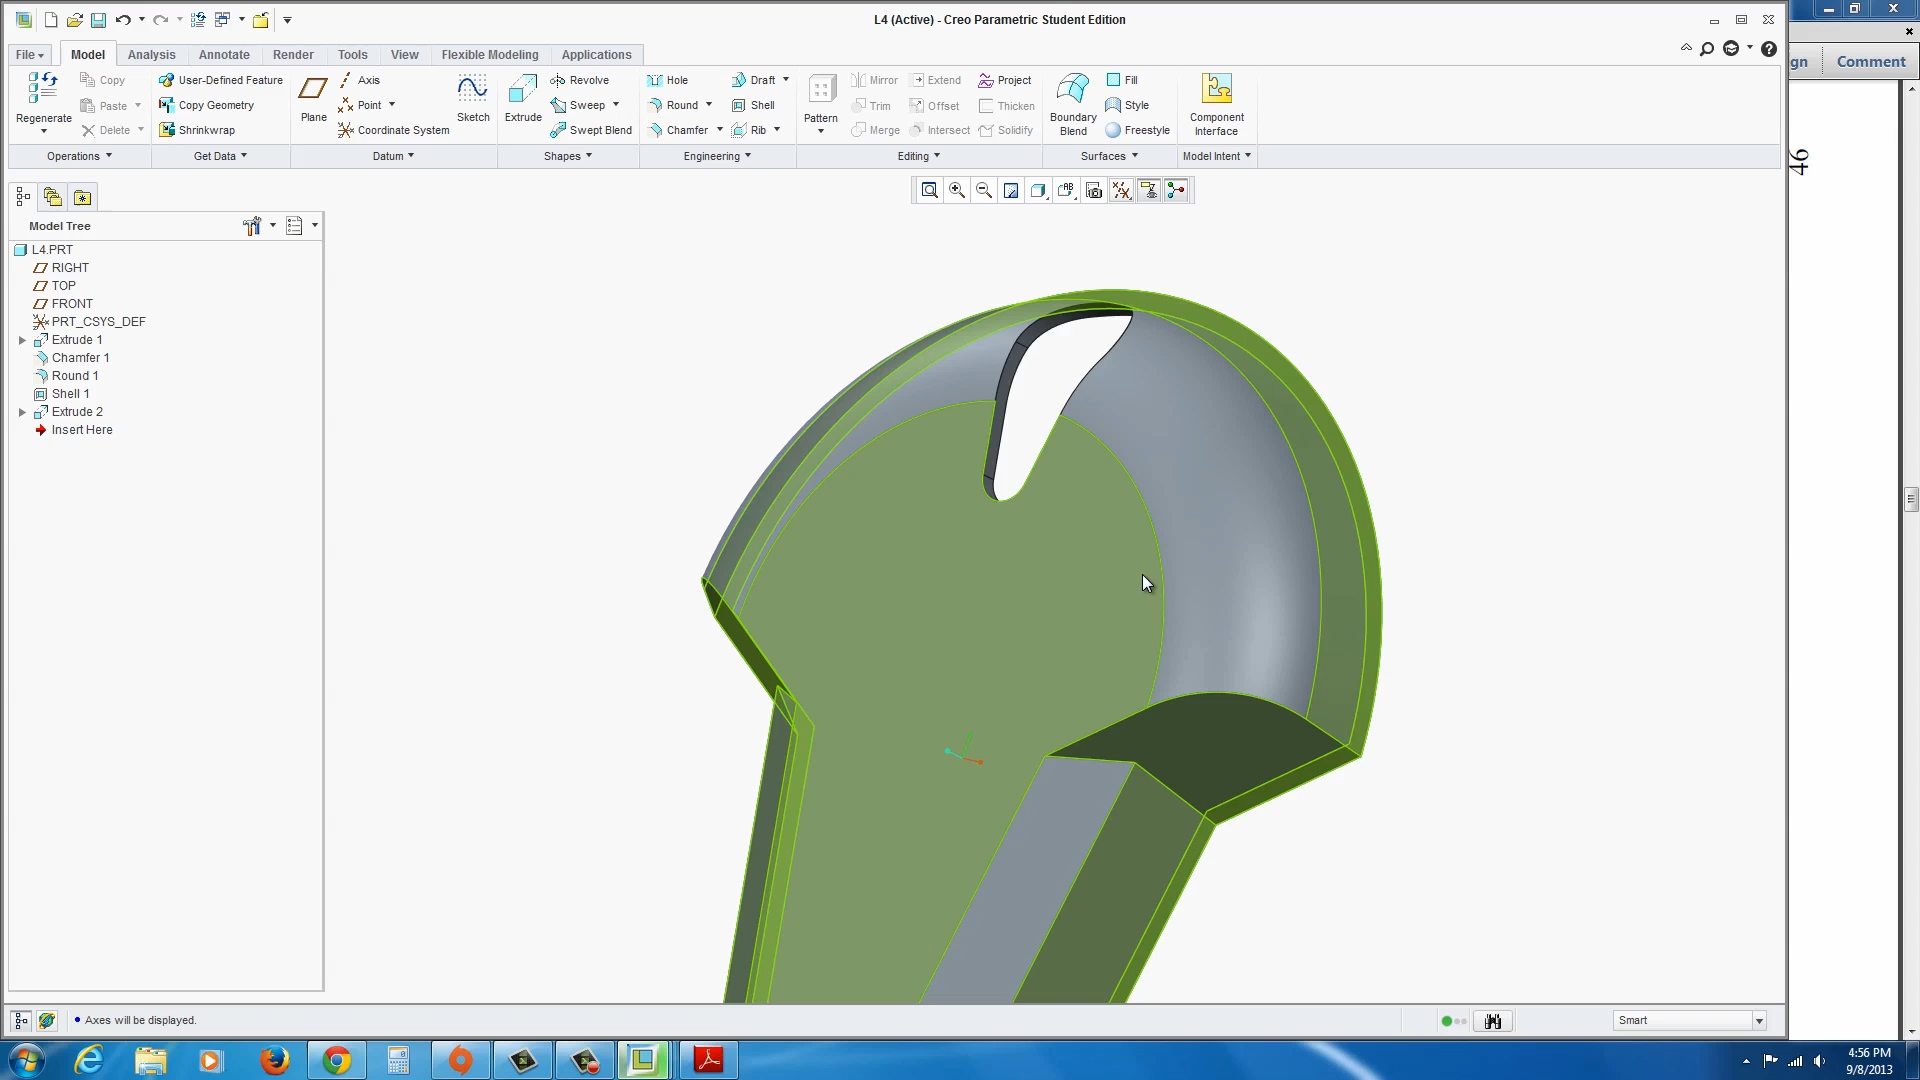 L4 (Active) - Creo Parametric Student Edition
File Model Analysis Annotate Render Tools View Flexible Modeling Applications
gn Comment
Regenerate
Copy
Paste
Delete
Operations
User-Defined Feature
Copy Geometry
Shrinkwrap
Get Data
Plane
Axis
Point
Coordinate System
Sketch
Datum
Extrude
Revolve
Sweep
Swept Blend
Shapes
Hole
Round
Chamfer
Draft
Shell
Rib
Engineering
Pattern
Mirror
Trim
Merge
Extend
Offset
Intersect
Project
Thicken
Solidify
Editing
Boundary
Blend
Fill
Style
Freestyle
Surfaces
Component
Interface
Model Intent
46
Model Tree
L4.PRT
RIGHT
TOP
FRONT
PRT_CSYS_DEF
Extrude 1
Chamfer 1
Round 1
Shell 1
Extrude 2
Insert Here
Axes will be displayed.
Smart
4:56 PM
9/8/2013